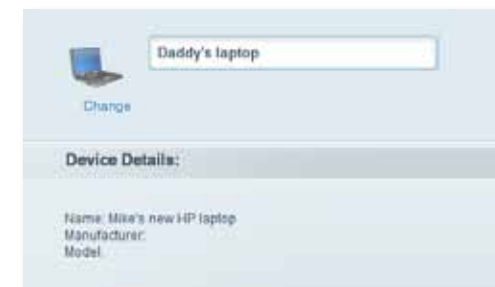 Daddy's laptop
Change
Device Details:
Name: Mike's new HP laptop
Manufacturer:
Model: